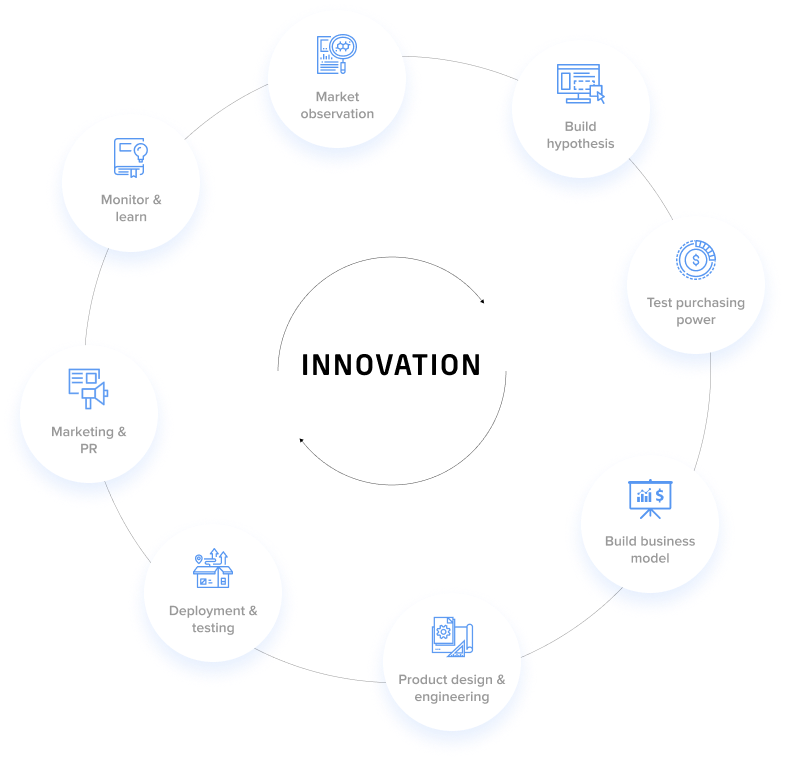 Market
observation
Build
hypothesis
Test purchasing
power
Build business
model
Product design &
engineering
Deployment &
testing
Marketing &
PR
Monitor &
learn
INNOVATION